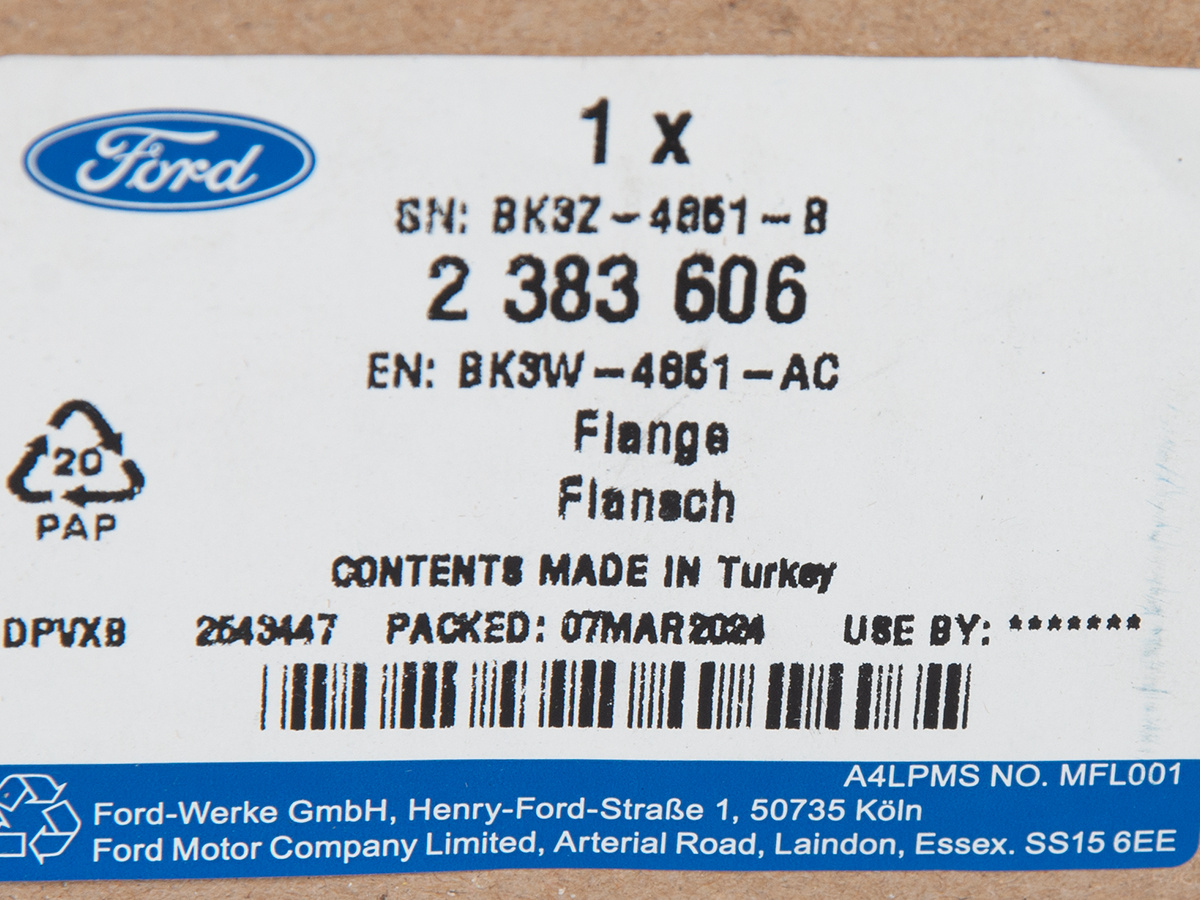 Ford
1 x
SN: BK3Z-4851-B
2 383 606
EN: BK3W-4851-AC
Flange
Flansch
20
PAP
CONTENTS MADE IN Turkey
DPVXB 2543447 PACKED: 07MAR2024 USE BY: *******
A4LPMS NO. MFL001
Ford-Werke GmbH, Henry-Ford-Straße 1, 50735 Köln
Ford Motor Company Limited, Arterial Road, Laindon, Essex. SS15 6EE